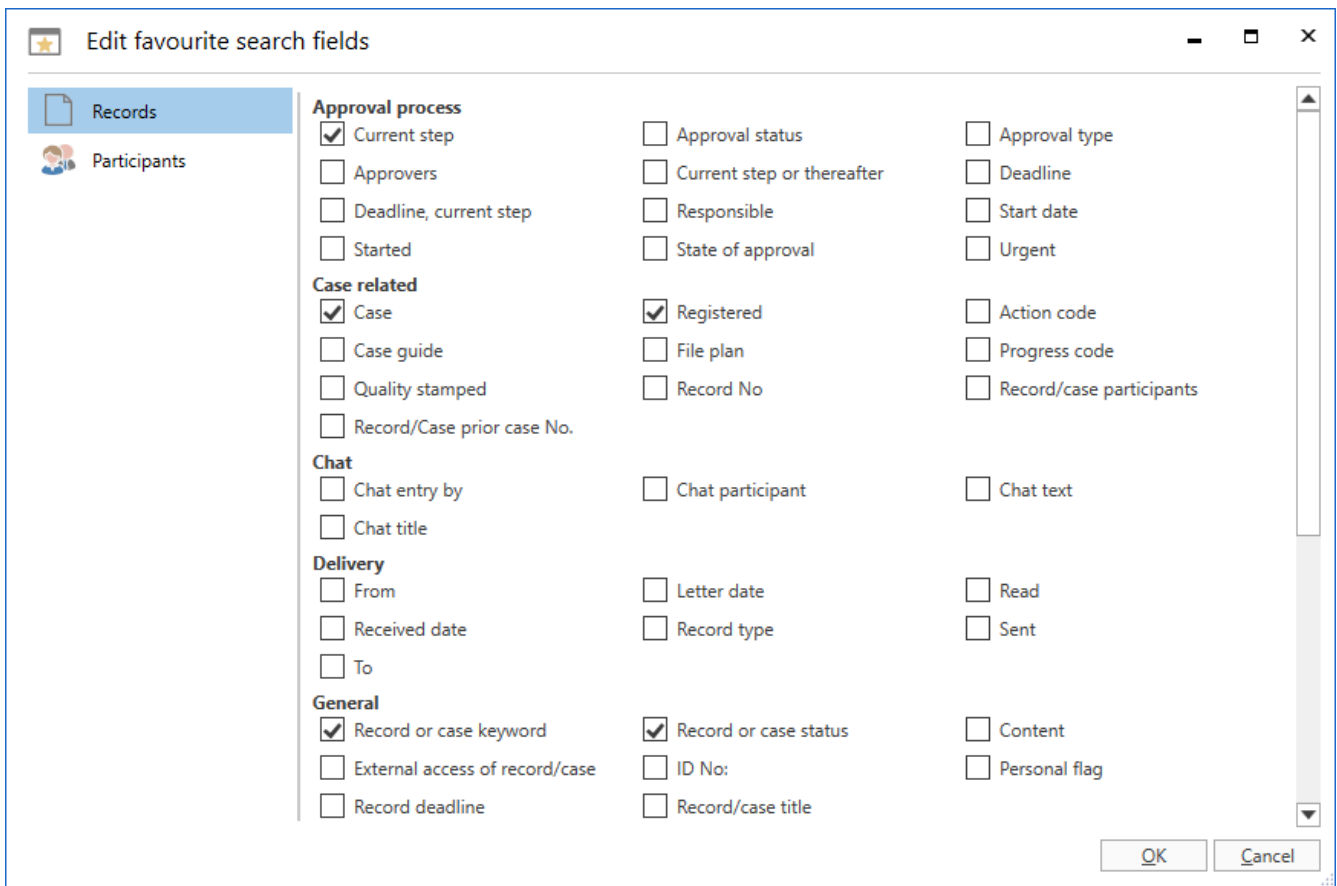 Edit favourite search fields
Records
Participants
Approval process
Current step Approval status Approval type
Approvers Current step or thereafter Deadline
Deadline, current step Responsible Start date
Started State of approval Urgent
Case related
Case Registered Action code
Case guide File plan Progress code
Quality stamped Record No Record/case participants
Record/Case prior case No.
Chat
Chat entry by Chat participant Chat text
Chat title
Delivery
From Letter date Read
Received date Record type Sent
To
General
Record or case keyword Record or case status Content
External access of record/case ID No: Personal flag
Record deadline Record/case title
OK Cancel